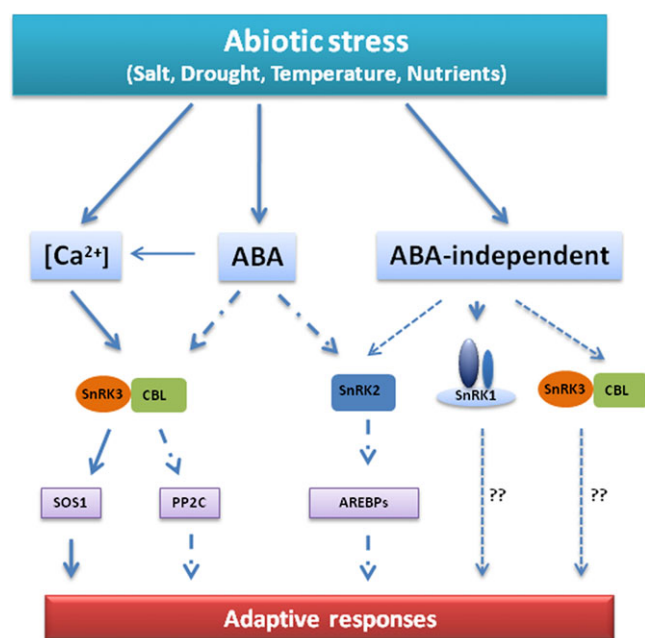 Abiotic stress
(Salt, Drought, Temperature, Nutrients)
[Ca²⁺]
ABA
ABA-independent
SnRK3
CBL
SnRK2
SnRK1
SnRK3
CBL
SOS1
PP2C
AREBPs
??
??
Adaptive responses